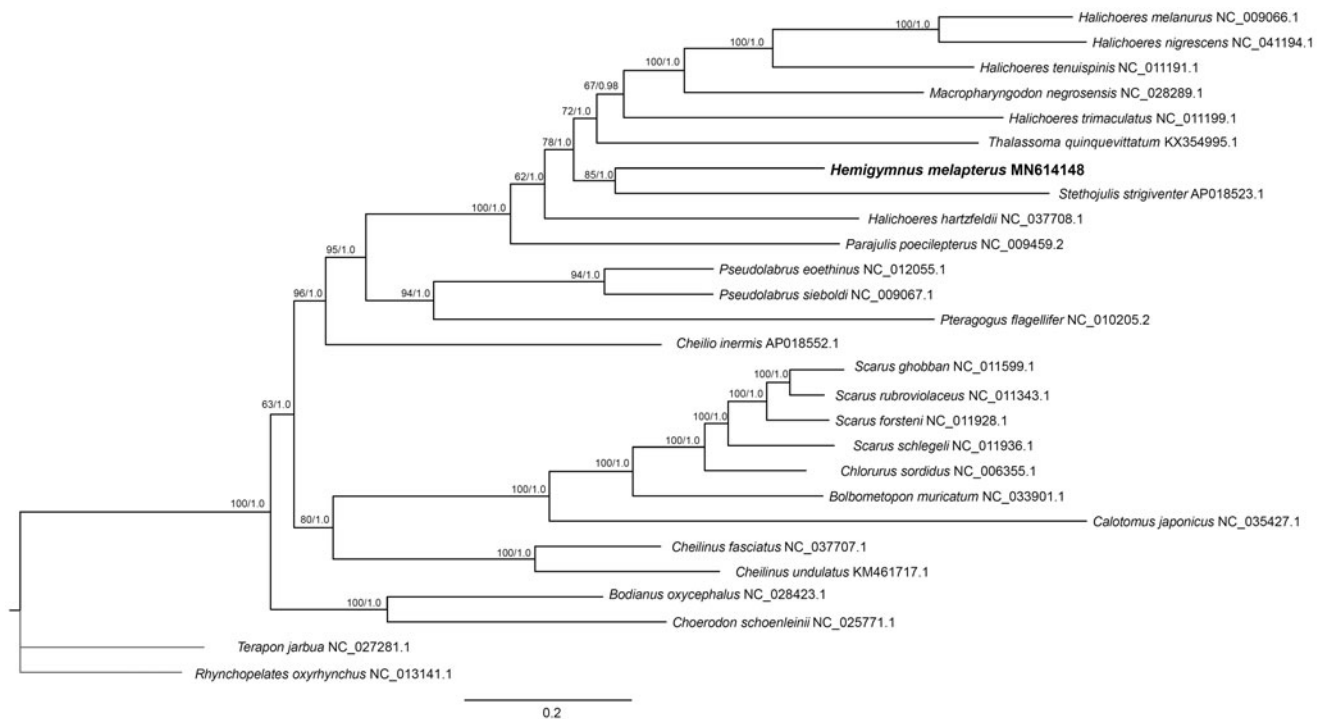 Halichoeres melanurus NC_009066.1
100/1.0
Halichoeres nigrescens NC_041194.1
100/1.0
Halichoeres tenuispinis NC_011191.1
100/1.0
Macropharyngodon negrosensis NC_028289.1
67/0.98
Halichoeres trimaculatus NC_011199.1
72/1.0
Thalassoma quinquevittatum KX354995.1
78/1.0
Hemigymnus melapterus MN614148
85/1.0
Stethojulis strigiventer AP018523.1
62/1.0
Halichoeres hartzfeldii NC_037708.1
100/1.0
Parajulis poecilepterus NC_009459.2
95/1.0
Pseudolabrus eoethinus NC_012055.1
94/1.0
Pseudolabrus sieboldi NC_009067.1
94/1.0
Pteragogus flagellifer NC_010205.2
96/1.0
Cheilio inermis AP018552.1
Scarus ghobban NC_011599.1
100/1.0
Scarus rubroviolaceus NC_011343.1
100/1.0
Scarus forsteni NC_011928.1
100/1.0
Scarus schlegeli NC_011936.1
100/1.0
Chlorurus sordidus NC_006355.1
100/1.0
Bolbometopon muricatum NC_033901.1
100/1.0
Calotomus japonicus NC_035427.1
63/1.0
80/1.0
Cheilinus fasciatus NC_037707.1
100/1.0
Cheilinus undulatus KM461717.1
100/1.0
Bodianus oxycephalus NC_028423.1
100/1.0
Choerodon schoenleinii NC_025771.1
Terapon jarbua NC_027281.1
Rhynchopelates oxyrhynchus NC_013141.1
0.2